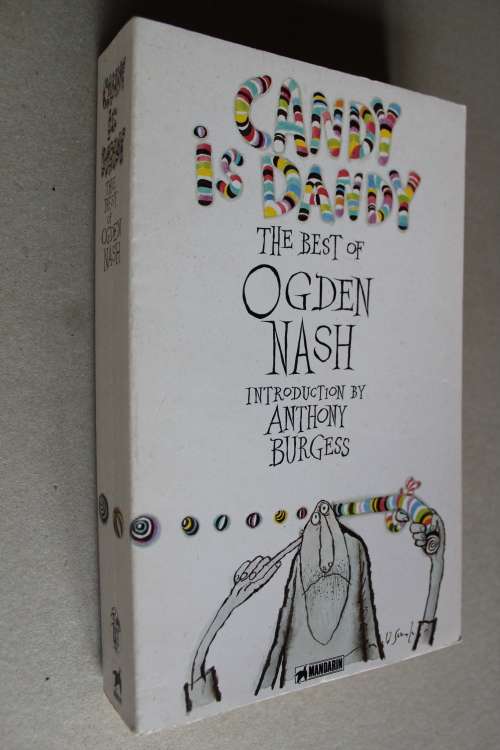 CANDY
is DANDY
THE BEST OF
OGDEN
NASH
INTRODUCTION BY
ANTHONY
BURGESS
MANDARIN
CANDY
IS
DANDY
THE
BEST
OF
OGDEN
NASH